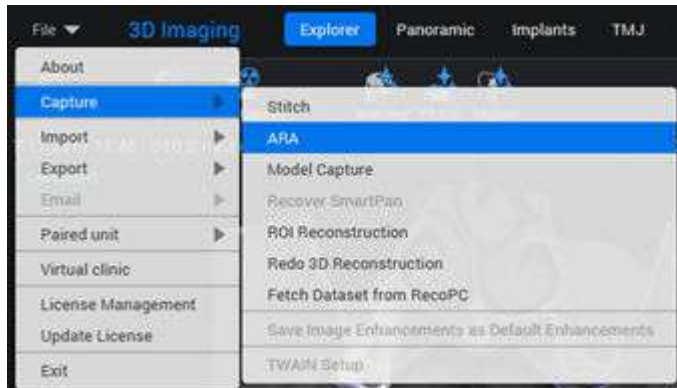 File 3D Imaging Explorer Panoramic Implants TMJ
About
Capture
Import
Export
Email
Paired unit
Virtual clinic
License Management
Update License
Exit
Stitch
ARA
Model Capture
Recover SmartPan
ROI Reconstruction
Redo 3D Reconstruction
Fetch Dataset from RecoPC
Save Image Enhancements as Default Enhancements
TWAIN Setup